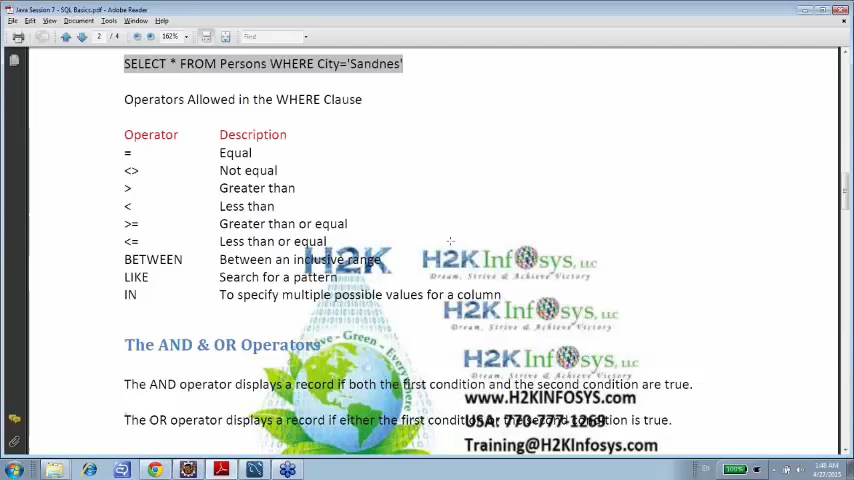 Java Session 7 - SQL Basics.pdf - Adobe Reader
File Edit View Document Tools Window Help
2 / 4 162% Find
SELECT * FROM Persons WHERE City='Sandnes'
Operators Allowed in the WHERE Clause
Operator Description
= Equal
<> Not equal
> Greater than
< Less than
>= Greater than or equal
<= Less than or equal
BETWEEN Between an inclusive range
LIKE Search for a pattern
IN To specify multiple possible values for a column
H2K
H2K Infosys, LLC
Drive, Strive & Achieve Victory
H2K Infosys, LLC
Dream, Strive & Achieve Victory
The AND & OR Operators
H2K Infosys, LLC
Dream, Strive & Achieve Victory
The AND operator displays a record if both the first condition and the second condition are true.
www.H2KINFOSYS.com
The OR operator displays a record if either the first condition or the second condition is true.
USA: 770-777-1269
Training@H2KInfosys.com
EN 100% 1:48 AM
4/27/2015